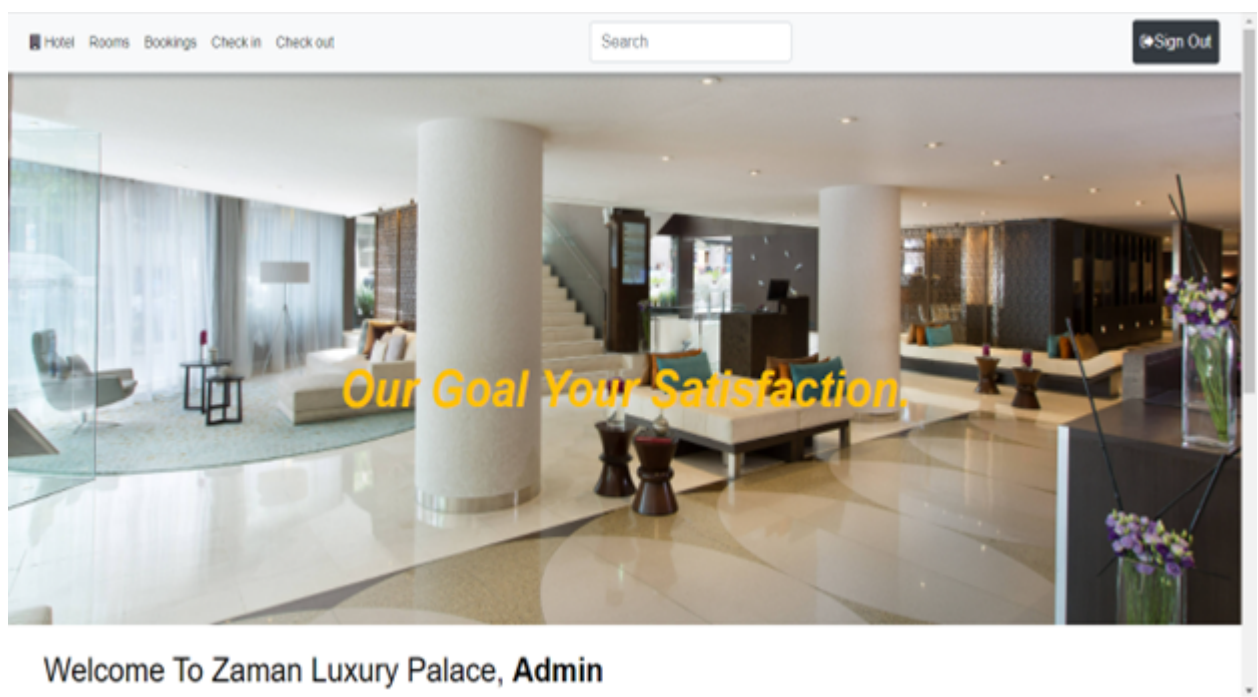 Hotel Rooms Bookings Check in Check out
Search
Sign Out
Our Goal Your Satisfaction.
Welcome To Zaman Luxury Palace, Admin